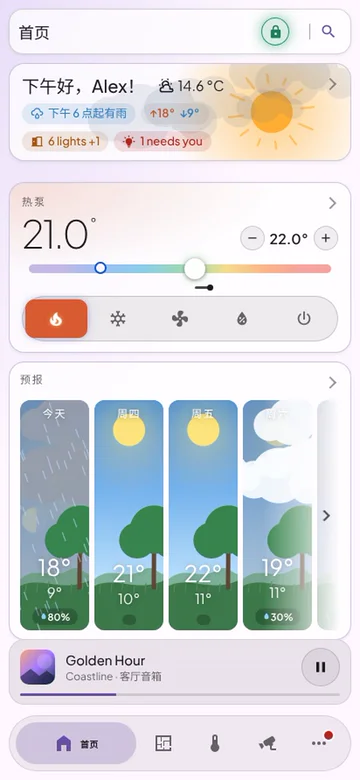 首页
下午好，Alex！ 14.6 °C
下午 6 点起有雨 ↑18° ↓9°
6 lights +1 1 needs you
热泵
21.0°
22.0°
预报
今天 周四 周五
18° 21° 22° 19°
9° 10° 11° 11°
80% 30%
Golden Hour
Coastline · 客厅音箱
首页